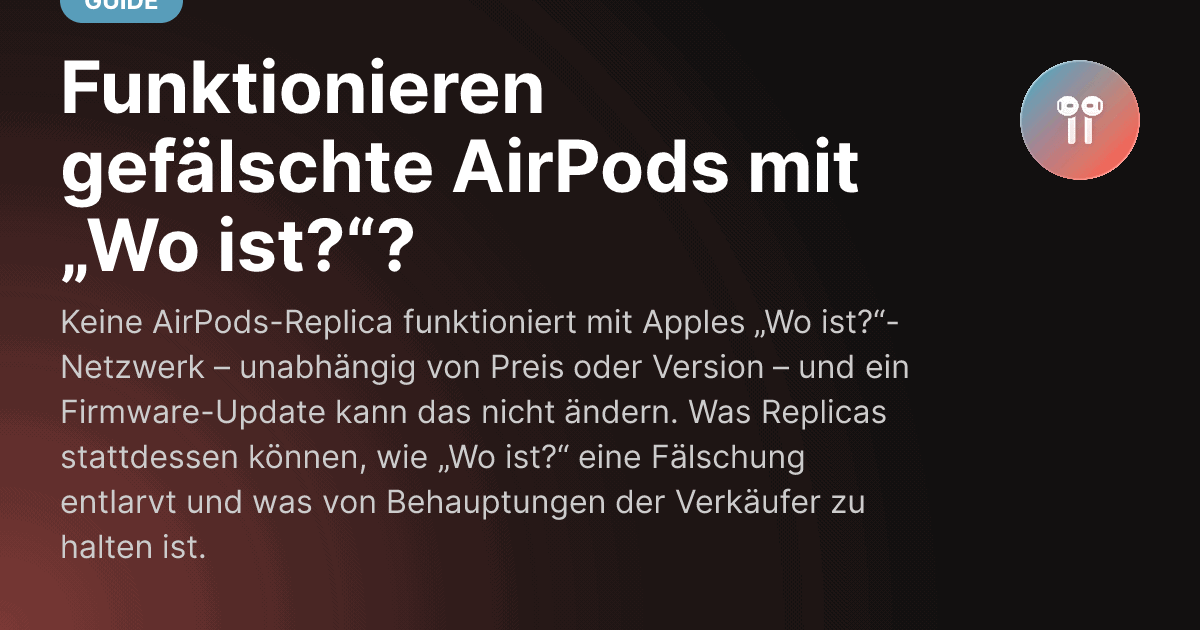 GUIDE
Funktionieren
gefälschte AirPods mit
„Wo ist?“?
Keine AirPods-Replica funktioniert mit Apples „Wo ist?“-
Netzwerk – unabhängig von Preis oder Version – und ein
Firmware-Update kann das nicht ändern. Was Replicas
stattdessen können, wie „Wo ist?“ eine Fälschung
entlarvt und was von Behauptungen der Verkäufer zu
halten ist.